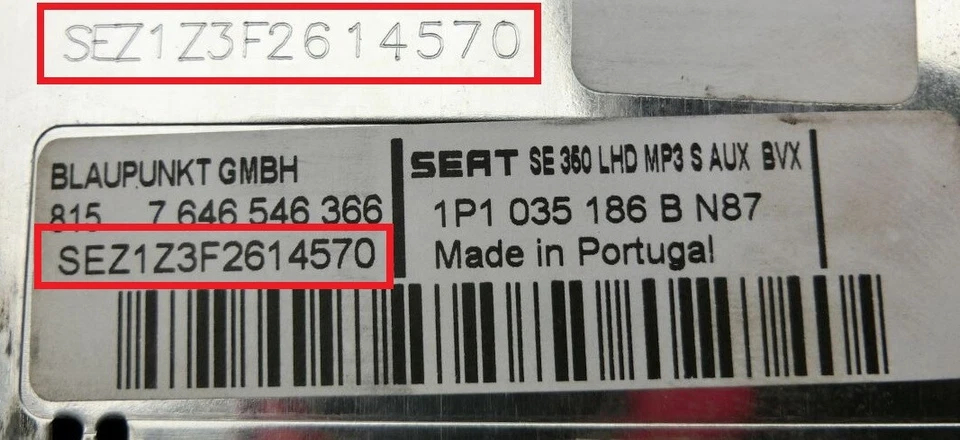 SEZ1Z3F2614570
BLAUPUNKT GMBH
815 7 646 546 366
SEZ1Z3F2614570
SEAT SE 360 LHD MP3 S AUX BVX
1P1 035 186 B N87
Made in Portugal